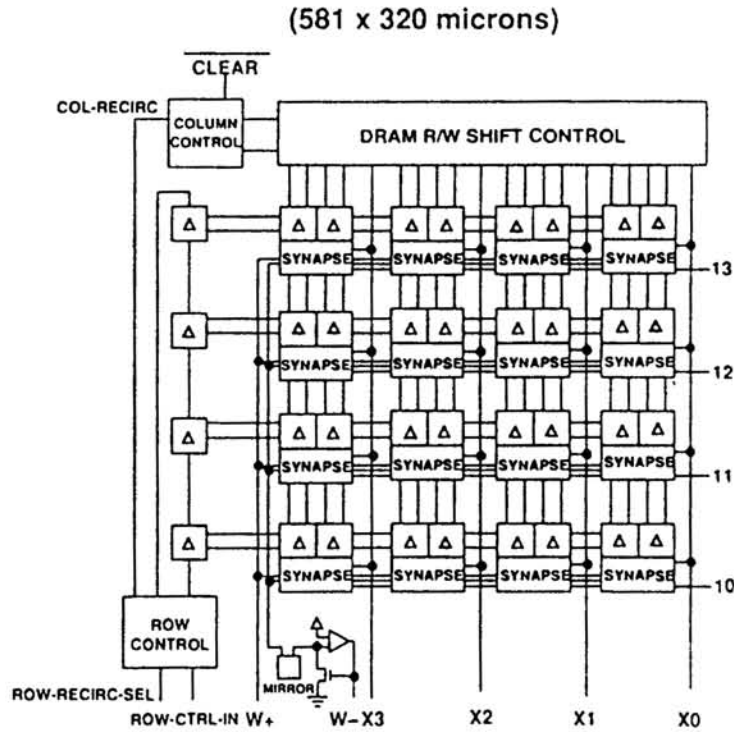 (581 x 320 microns)
CLEAR
COL-RECIRC
COLUMN
CONTROL
DRAM R/W SHIFT CONTROL
Δ Δ Δ Δ Δ Δ Δ Δ Δ
SYNAPSE SYNAPSE SYNAPSE SYNAPSE
13
Δ Δ Δ Δ Δ Δ Δ Δ Δ
SYNAPSE SYNAPSE SYNAPSE SYNAPSE
12
Δ Δ Δ Δ Δ Δ Δ Δ Δ
SYNAPSE SYNAPSE SYNAPSE SYNAPSE
11
Δ Δ Δ Δ Δ Δ Δ Δ Δ
SYNAPSE SYNAPSE SYNAPSE SYNAPSE
10
ROW
CONTROL
MIRROR
ROW-RECIRC-SEL
ROW-CTRL-IN W+ W- X3 X2 X1 X0